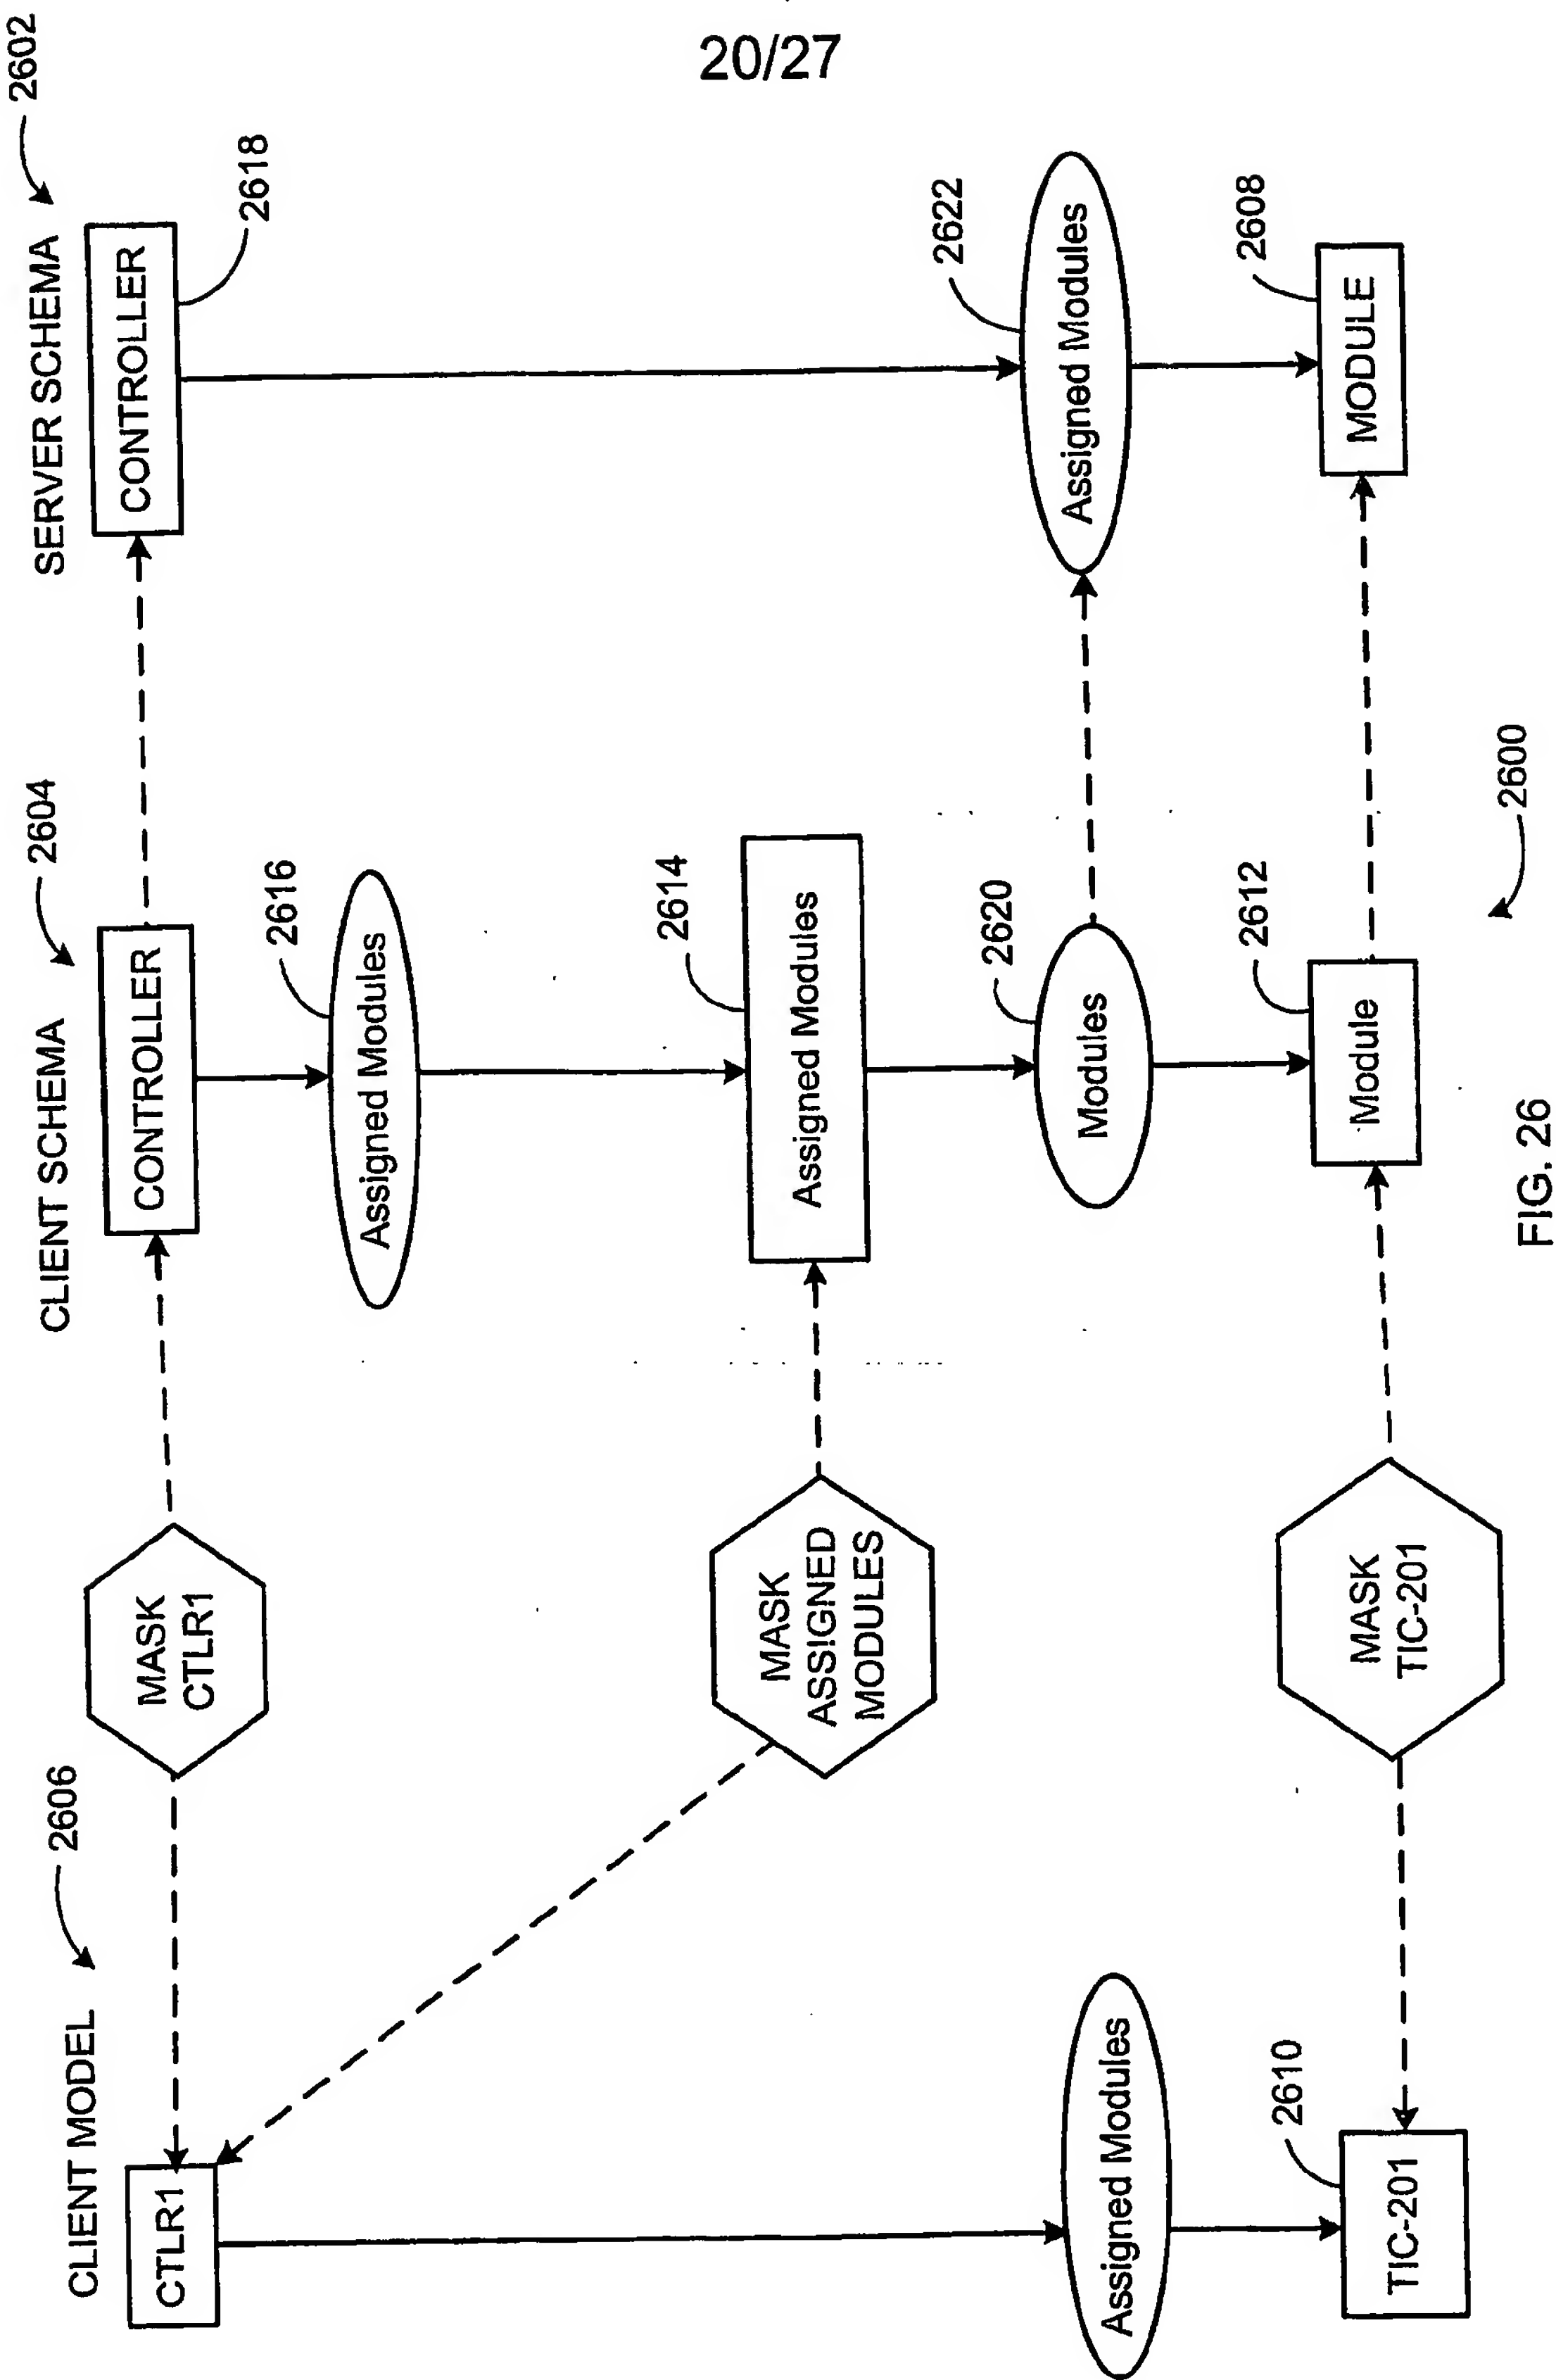 20/27
CLIENT MODEL
2606
CLIENT SCHEMA
2604
SERVER SCHEMA
2602
CTLR1
MASK
CTLR1
CONTROLLER
CONTROLLER
2618
Assigned Modules
2616
MASK
ASSIGNED
MODULES
Assigned Modules
2614
Assigned Modules
Modules
2620
Assigned Modules
2622
TIC-201
2610
MASK
TIC-201
Module
2612
MODULE
2608
2600
FIG. 26